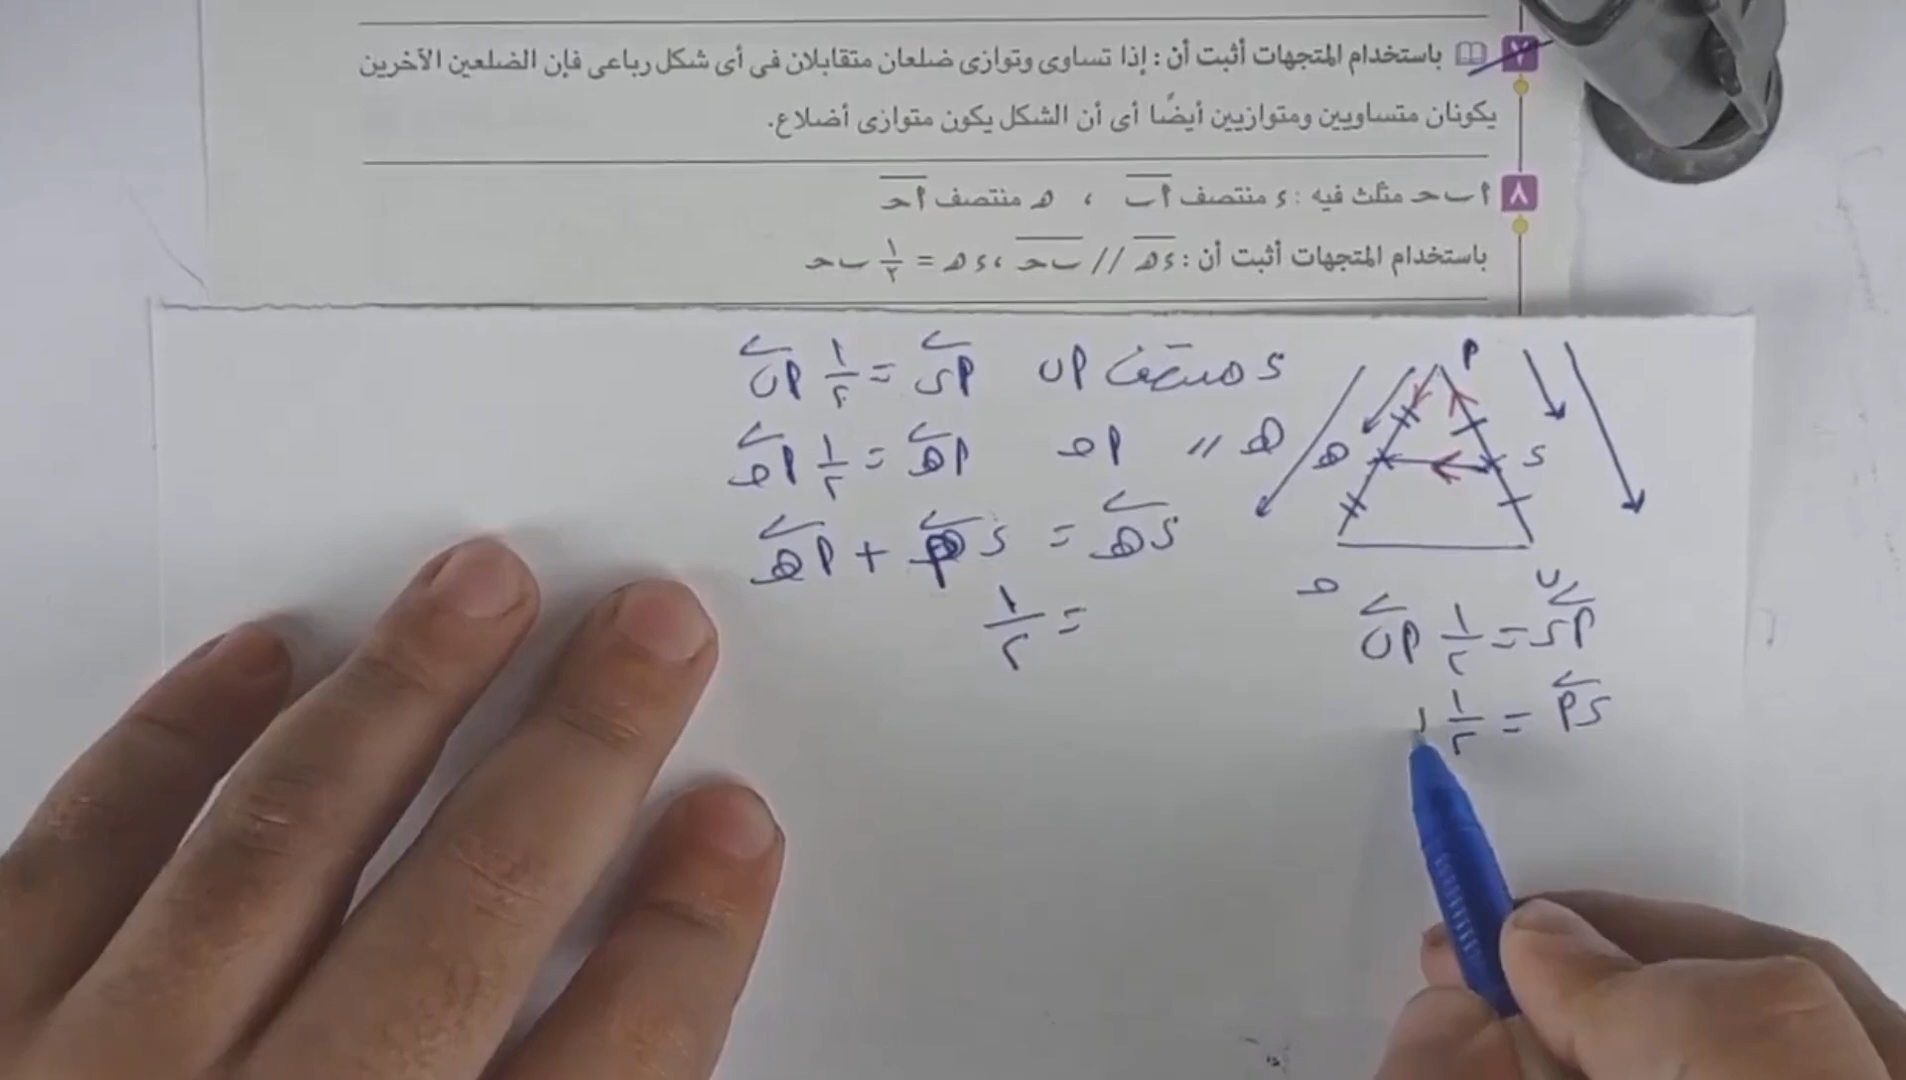 ٧ باستخدام المتجهات أثبت أن : إذا تساوى وتوازى ضلعان متقابلان فى أى شكل رباعى فإن الضلعين الآخرين
يكونان متساويين ومتوازيين أيضًا أى أن الشكل يكون متوازى أضلاع.
٨ ا ب حـ مثلث فيه : ء منتصف ا ب ، هـ منتصف ا حـ
باستخدام المتجهات أثبت أن : ء هـ // ب حـ ، ء هـ = ١/٢ ب حـ
ء منتصف ا ب ا ء = ١/٢ ا ب
هـ // ا حـ ا هـ = ١/٢ ا حـ
ء هـ = ء ا + ا هـ
= ١/٢
ا
ء
هـ
ب
حـ
ا ء = ١/٢ ا ب
ء ا = ١/٢